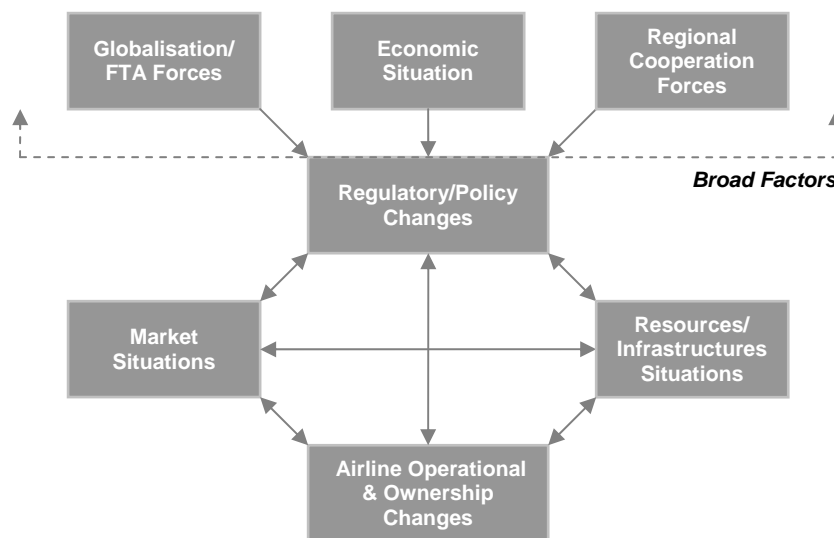 Globalisation/
FTA Forces
Economic
Situation
Regional
Cooperation
Forces
Broad Factors
Regulatory/Policy
Changes
Market
Situations
Resources/
Infrastructures
Situations
Airline Operational
& Ownership
Changes